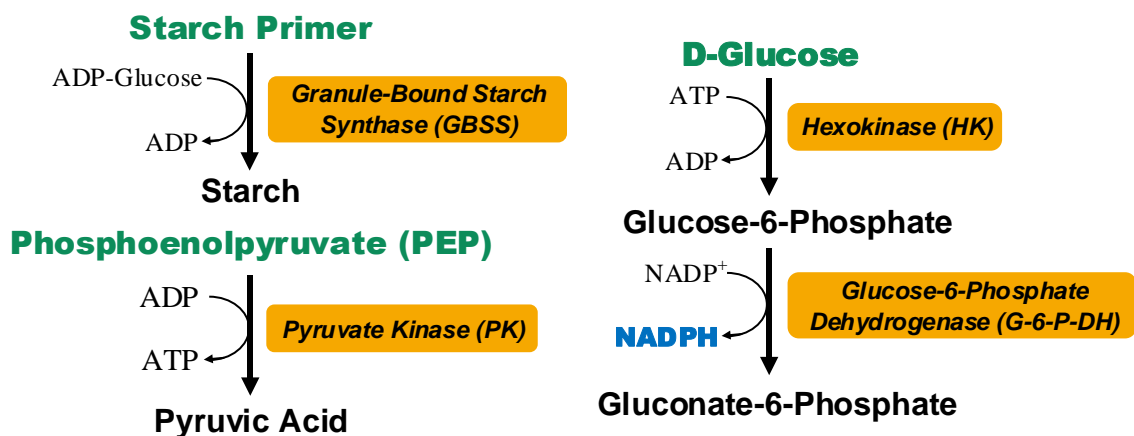 Starch Primer
ADP-Glucose
Granule-Bound Starch
Synthase (GBSS)
ADP
Starch
Phosphoenolpyruvate (PEP)
ADP
Pyruvate Kinase (PK)
ATP
Pyruvic Acid
D-Glucose
ATP
Hexokinase (HK)
ADP
Glucose-6-Phosphate
NADP⁺
Glucose-6-Phosphate
Dehydrogenase (G-6-P-DH)
NADPH
Gluconate-6-Phosphate